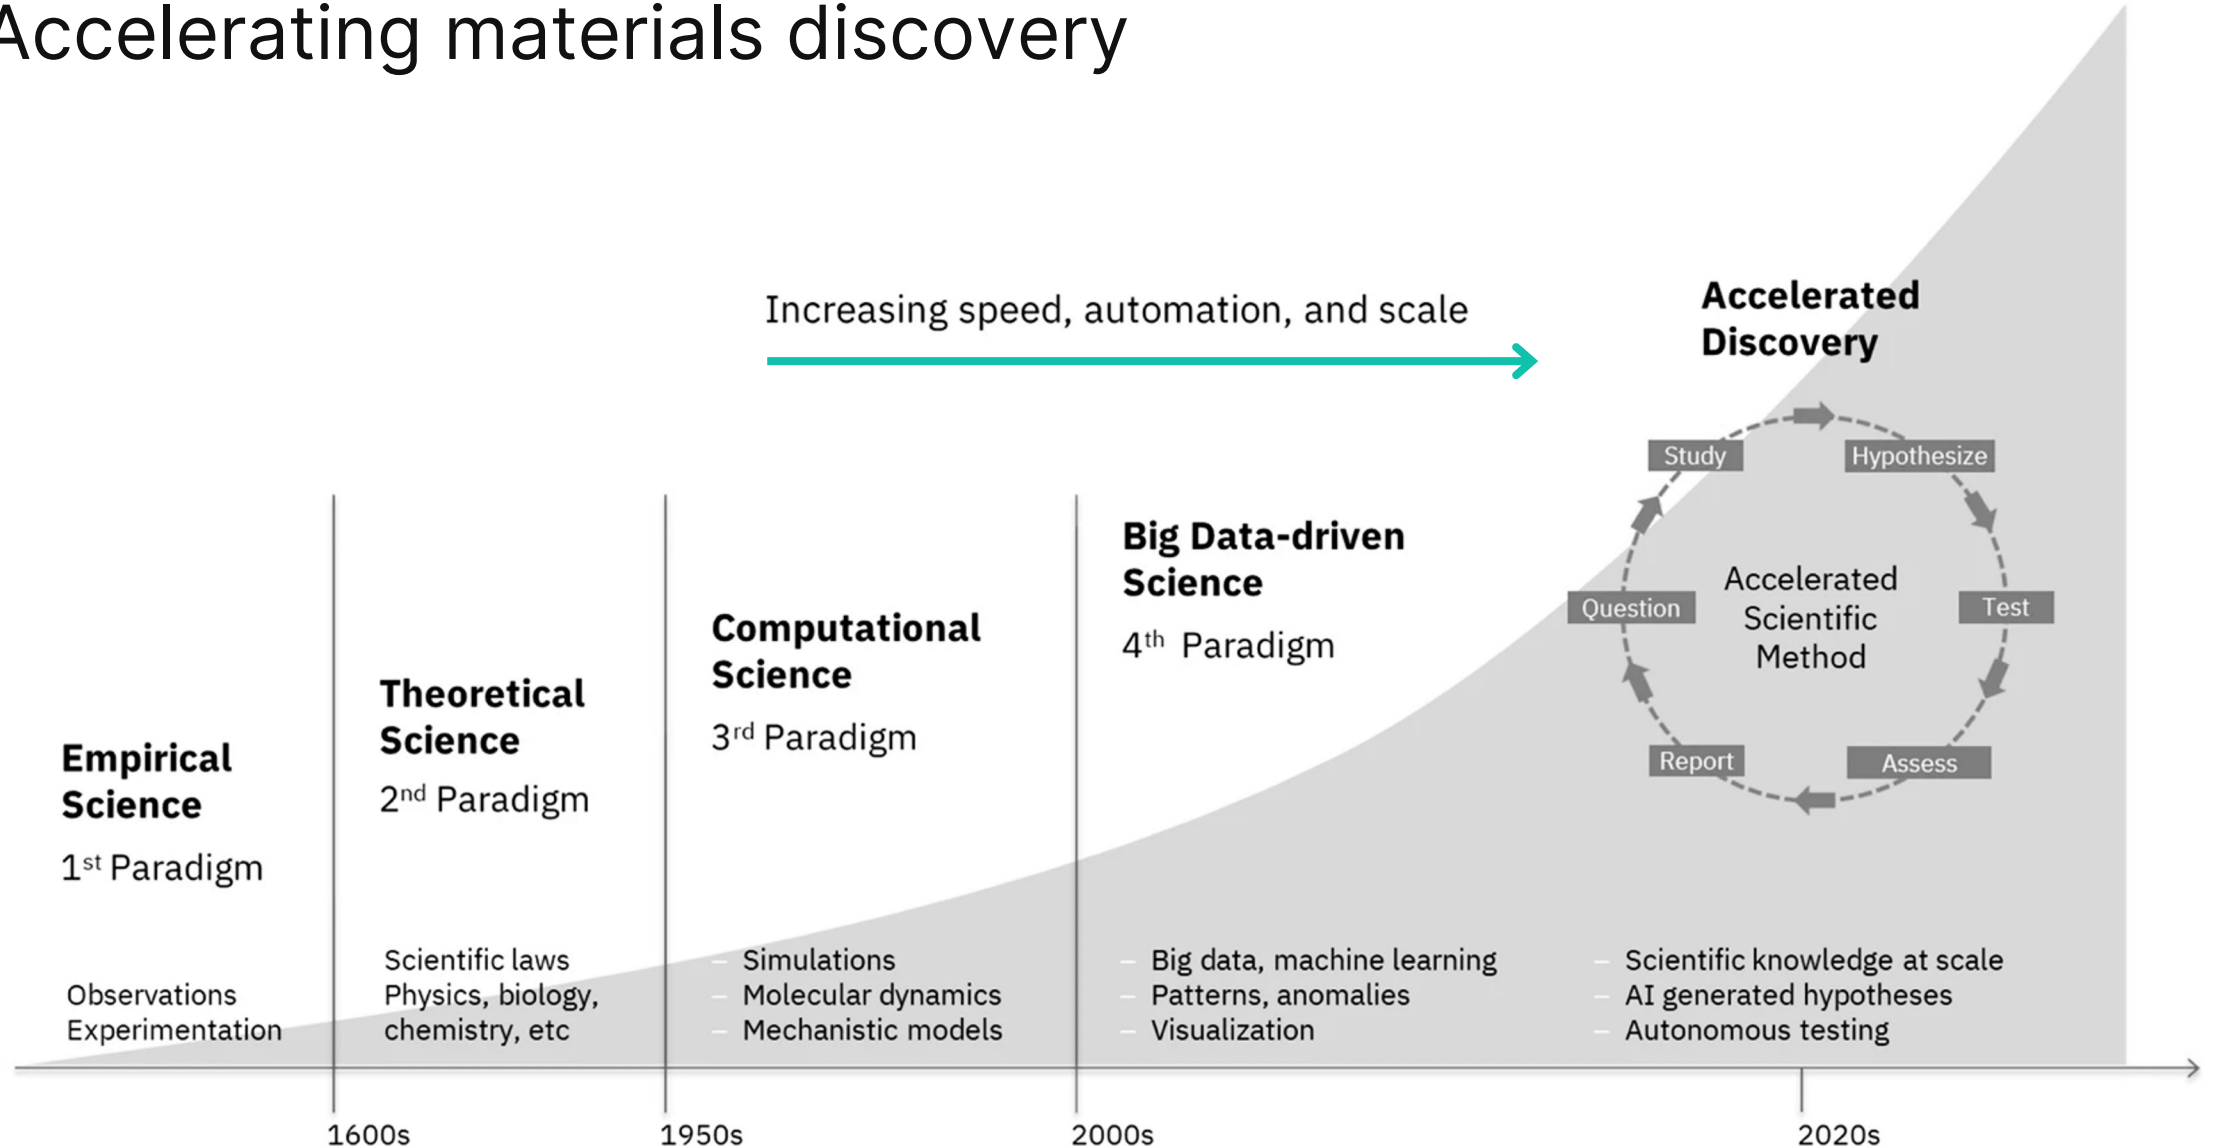 Accelerating materials discovery
Increasing speed, automation, and scale
Accelerated
Discovery
Study
Hypothesize
Question
Accelerated
Scientific
Method
Test
Report
Assess
Big Data-driven
Science
4th Paradigm
Computational
Science
3rd Paradigm
Theoretical
Science
2nd Paradigm
Empirical
Science
1st Paradigm
Observations
Experimentation
Scientific laws
Physics, biology,
chemistry, etc
– Simulations
– Molecular dynamics
– Mechanistic models
– Big data, machine learning
– Patterns, anomalies
– Visualization
– Scientific knowledge at scale
– AI generated hypotheses
– Autonomous testing
1600s
1950s
2000s
2020s